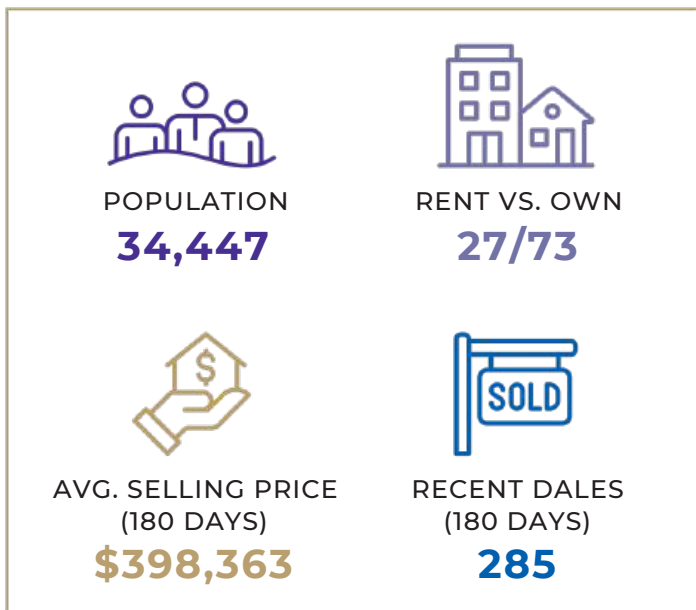 POPULATION
34,447
RENT VS. OWN
27/73
$
SOLD
AVG. SELLING PRICE
(180 DAYS)
$398,363
RECENT DALES
(180 DAYS)
285